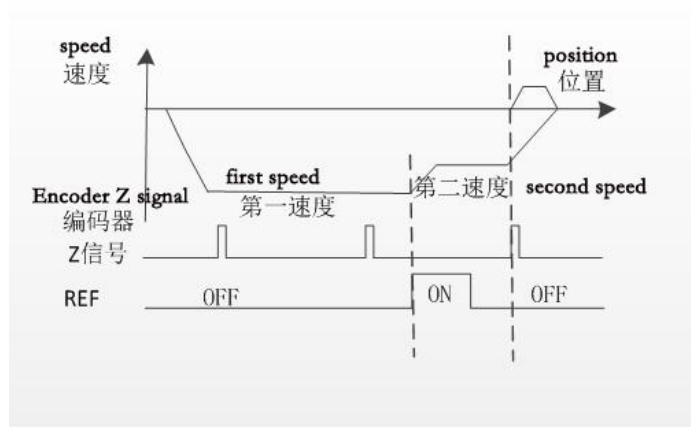 speed
速度
position
位置
first speed
第一速度
第二速度
second speed
Encoder Z signal
编码器
Z信号
REF
OFF
ON
OFF